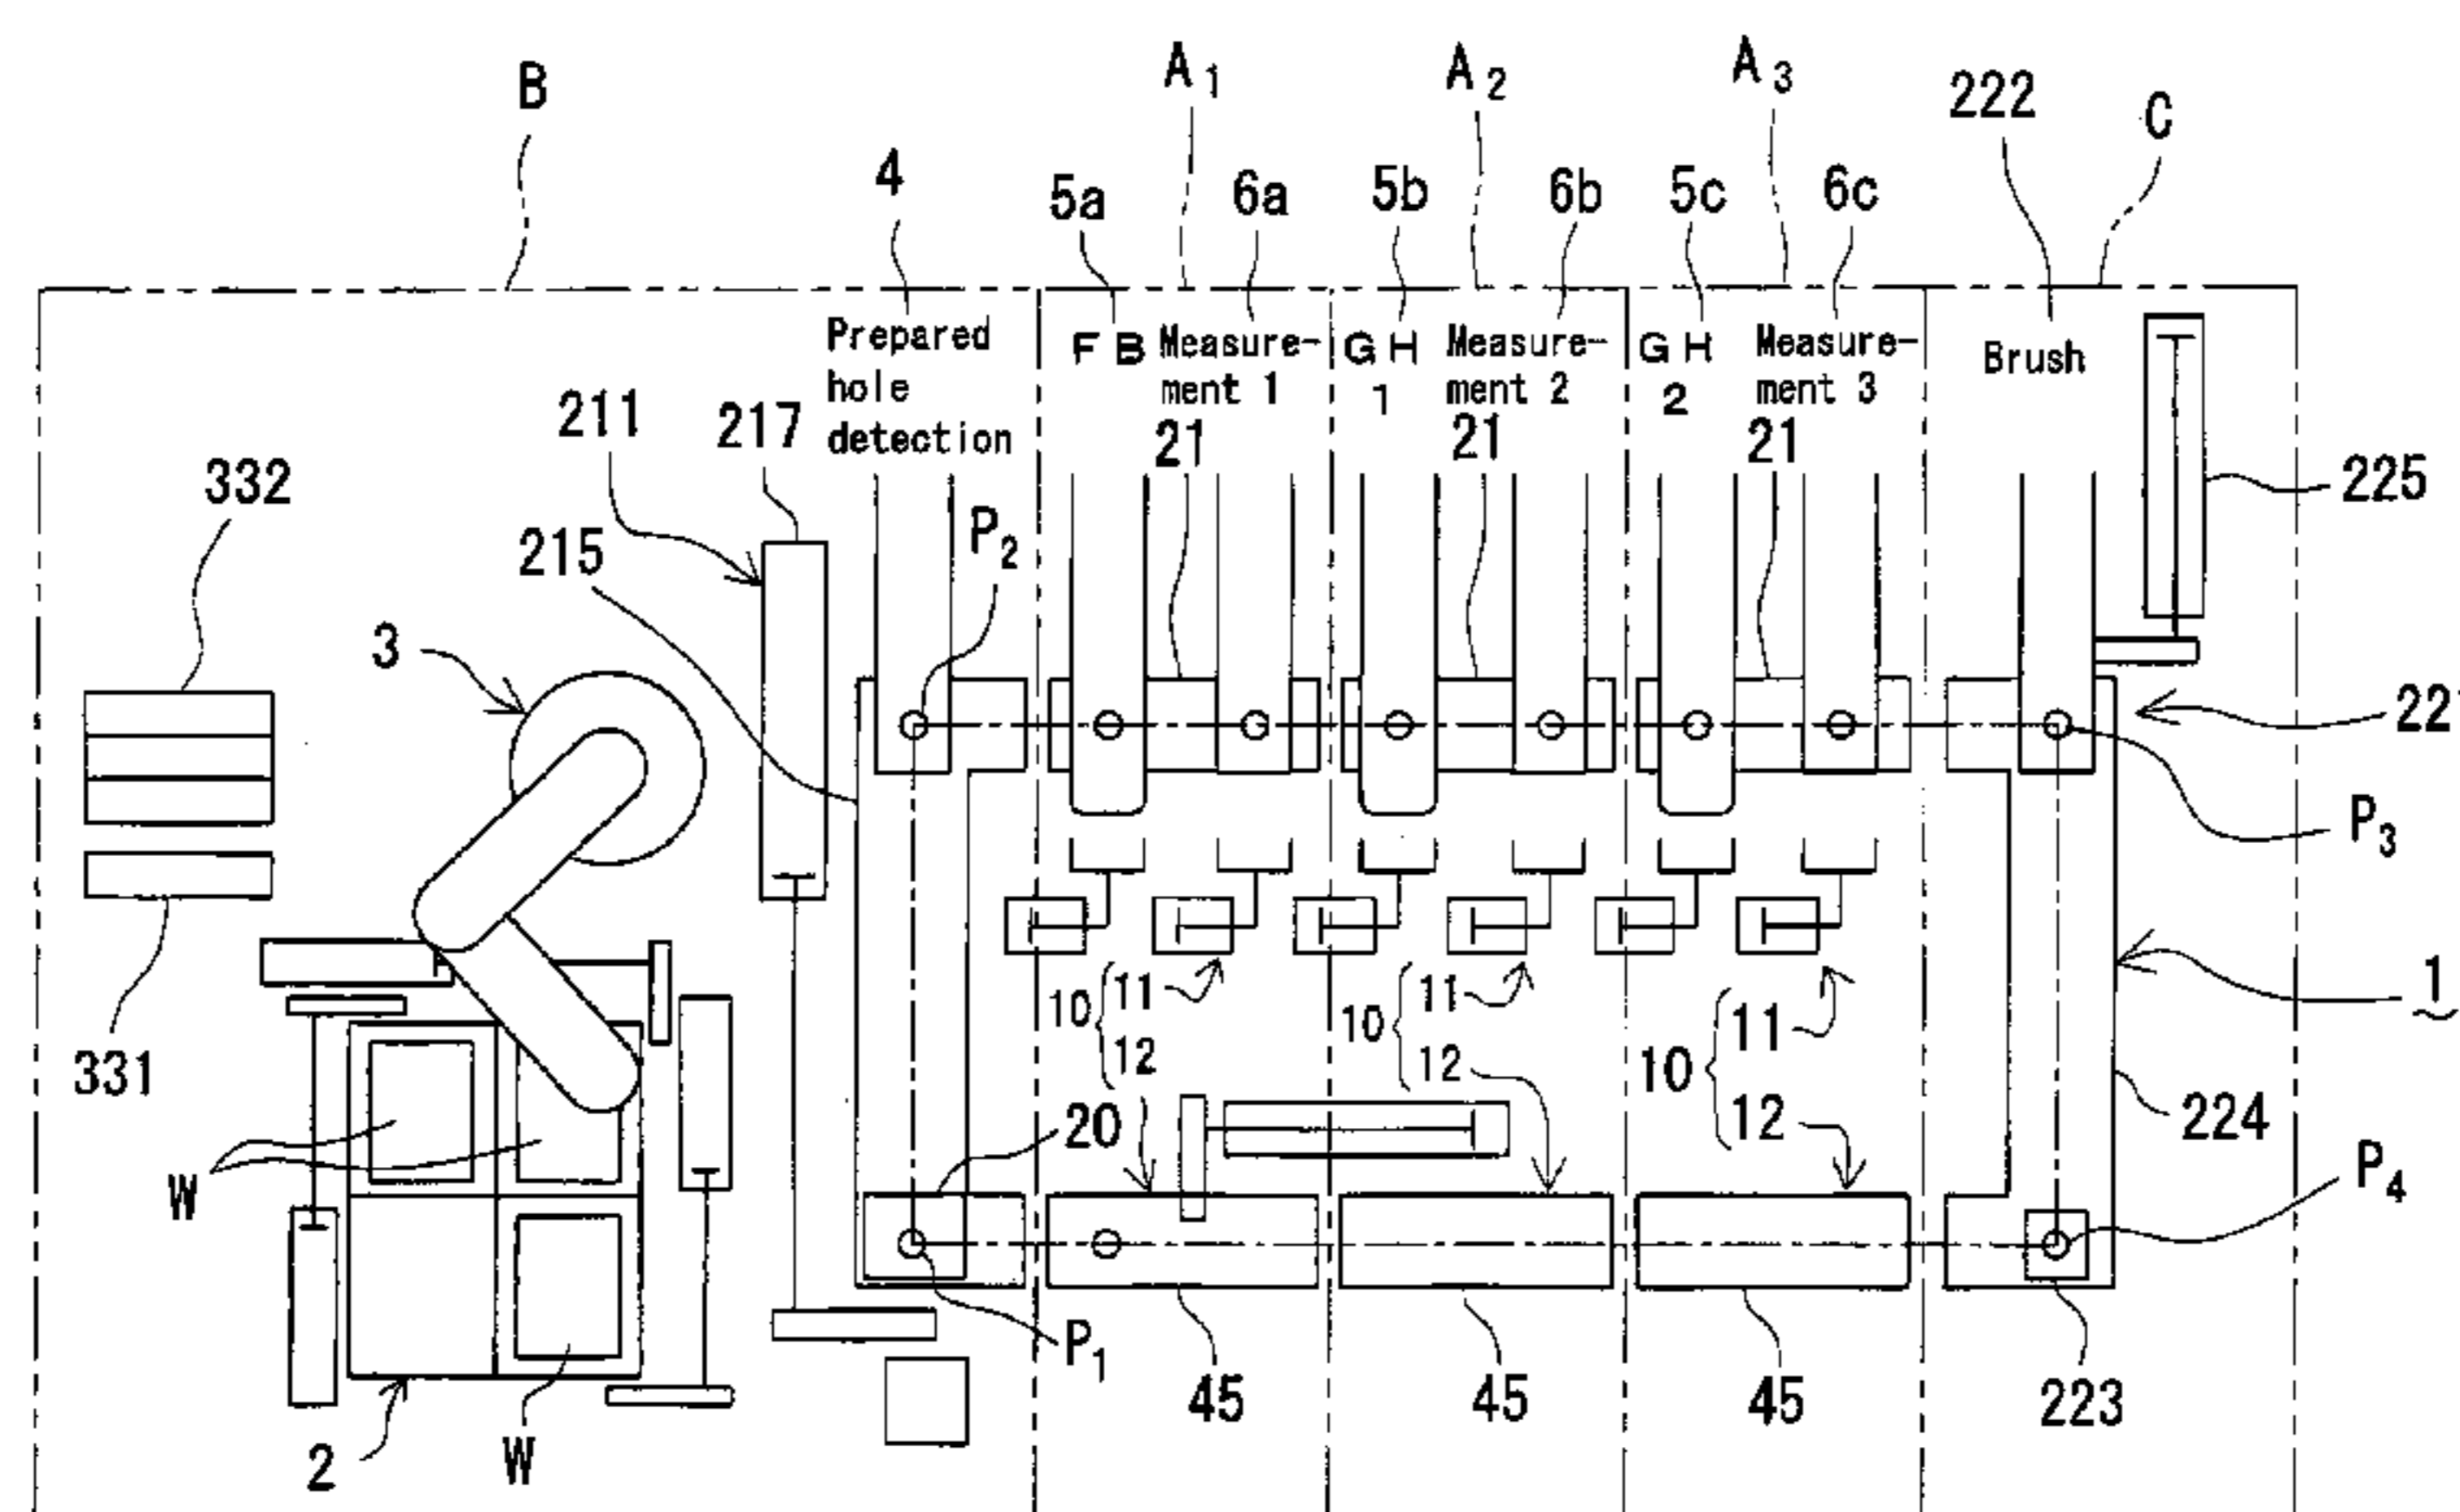 B
A1
A2
A3
222
C
4
5a
6a
5b
6b
5c
6c
Prepared
hole
detection
F B
Measure-
ment 1
G H
1
Measure-
ment 2
G H
2
Measure-
ment 3
Brush
211
217
21
21
21
332
215
P2
225
3
22
P3
331
10
11
12
10
11
12
10
11
12
1
20
224
W
P4
P1
45
45
45
223
2
W